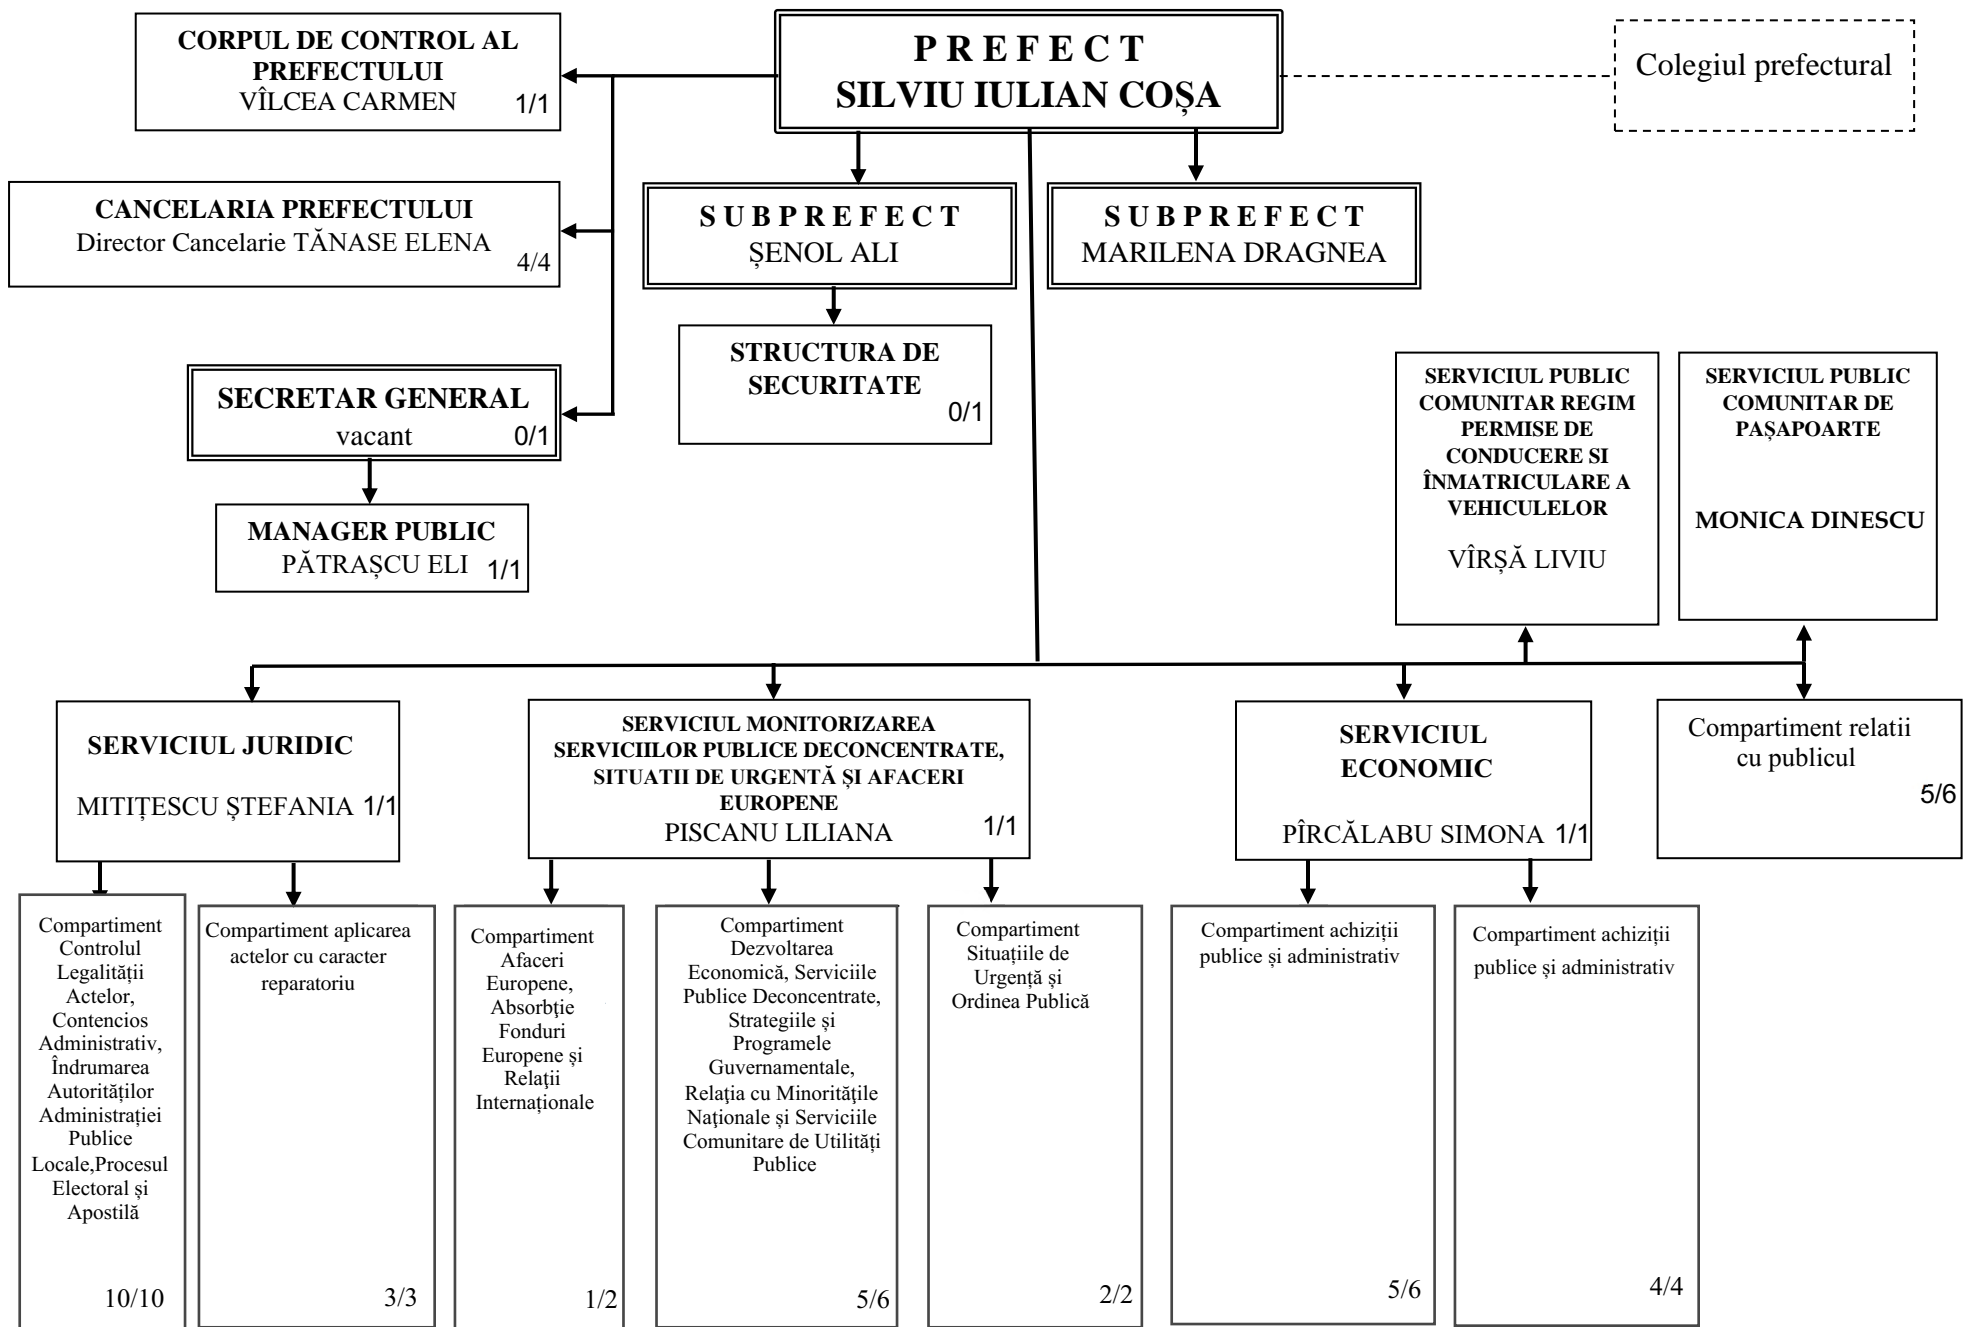 CORPUL DE CONTROL AL
PREFECTULUI
VÎLCEA CARMEN 1/1
P R E F E C T
SILVIU IULIAN COȘA
Colegiul prefectural
CANCELARIA PREFECTULUI
Director Cancelarie TĂNASE ELENA
4/4
S U B P R E F E C T
ȘENOL ALI
S U B P R E F E C T
MARILENA DRAGNEA
STRUCTURA DE
SECURITATE
0/1
SECRETAR GENERAL
vacant 0/1
MANAGER PUBLIC
PĂTRAȘCU ELI 1/1
SERVICIUL PUBLIC
COMUNITAR REGIM
PERMISE DE
CONDUCERE SI
ÎNMATRICULARE A
VEHICULELOR
VÎRȘĂ LIVIU
SERVICIUL PUBLIC
COMUNITAR DE
PAȘAPOARTE
MONICA DINESCU
SERVICIUL JURIDIC
MITIȚESCU ȘTEFANIA 1/1
SERVICIUL MONITORIZAREA
SERVICIILOR PUBLICE DECONCENTRATE,
SITUATII DE URGENTĂ ȘI AFACERI
EUROPENE
PISCANU LILIANA 1/1
SERVICIUL
ECONOMIC
PÎRCĂLABU SIMONA 1/1
Compartiment relatii
cu publicul
5/6
Compartiment
Controlul
Legalității
Actelor,
Contencios
Administrativ,
Îndrumarea
Autorităților
Administrației
Publice
Locale,Procesul
Electoral și
Apostilă
10/10
Compartiment aplicarea
actelor cu caracter
reparatoriu
3/3
Compartiment
Afaceri
Europene,
Absorbţie
Fonduri
Europene și
Relaţii
Internaționale
1/2
Compartiment
Dezvoltarea
Economică, Serviciile
Publice Deconcentrate,
Strategiile și
Programele
Guvernamentale,
Relaţia cu Minorităţile
Naţionale și Serviciile
Comunitare de Utilități
Publice
5/6
Compartiment
Situațiile de
Urgență și
Ordinea Publică
2/2
Compartiment achiziții
publice și administrativ
5/6
Compartiment achiziții
publice și administrativ
4/4